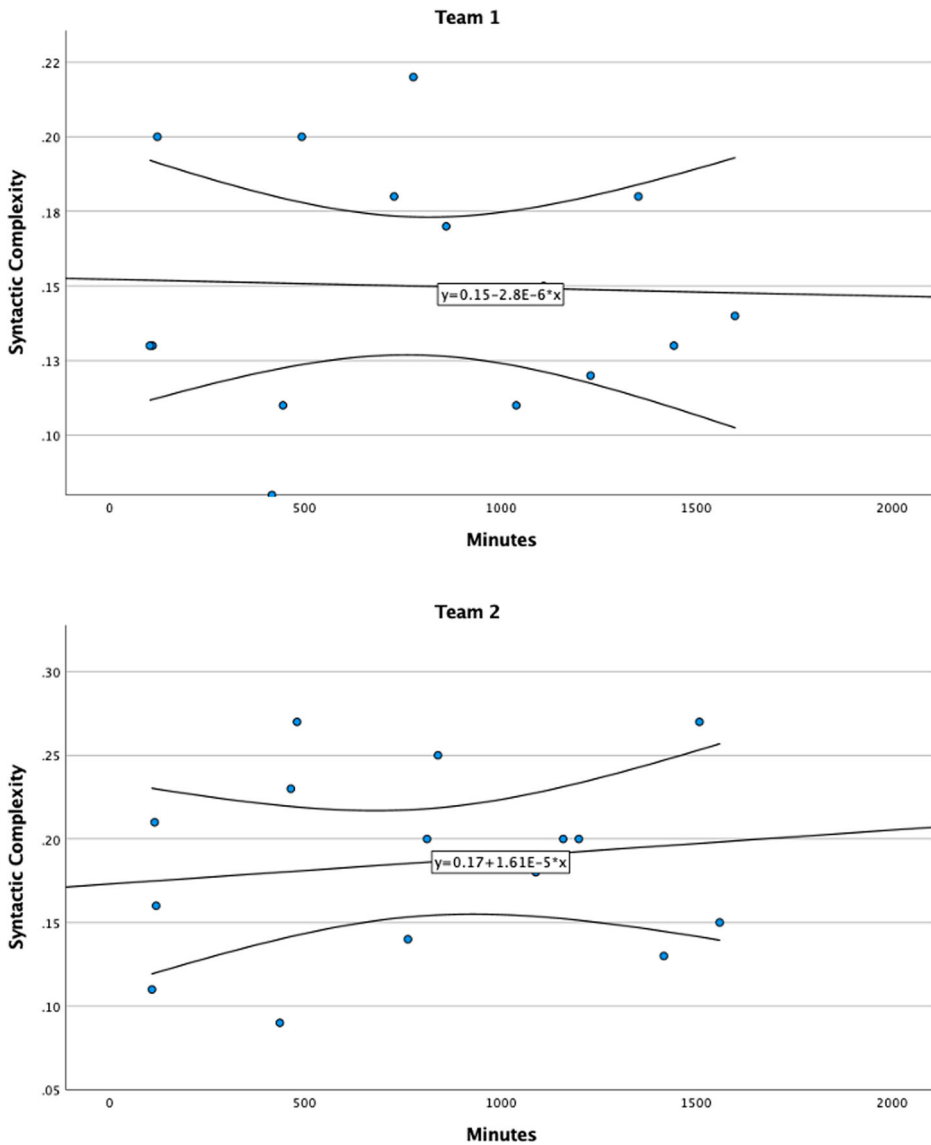 Team 1
Syntactic Complexity
.22
.20
.18
.15
.13
.10
y=0.15-2.8E-6*x
0 500 1000 1500 2000
Minutes
Team 2
Syntactic Complexity
.30
.25
.20
.15
.10
.05
y=0.17+1.61E-5*x
0 500 1000 1500 2000
Minutes